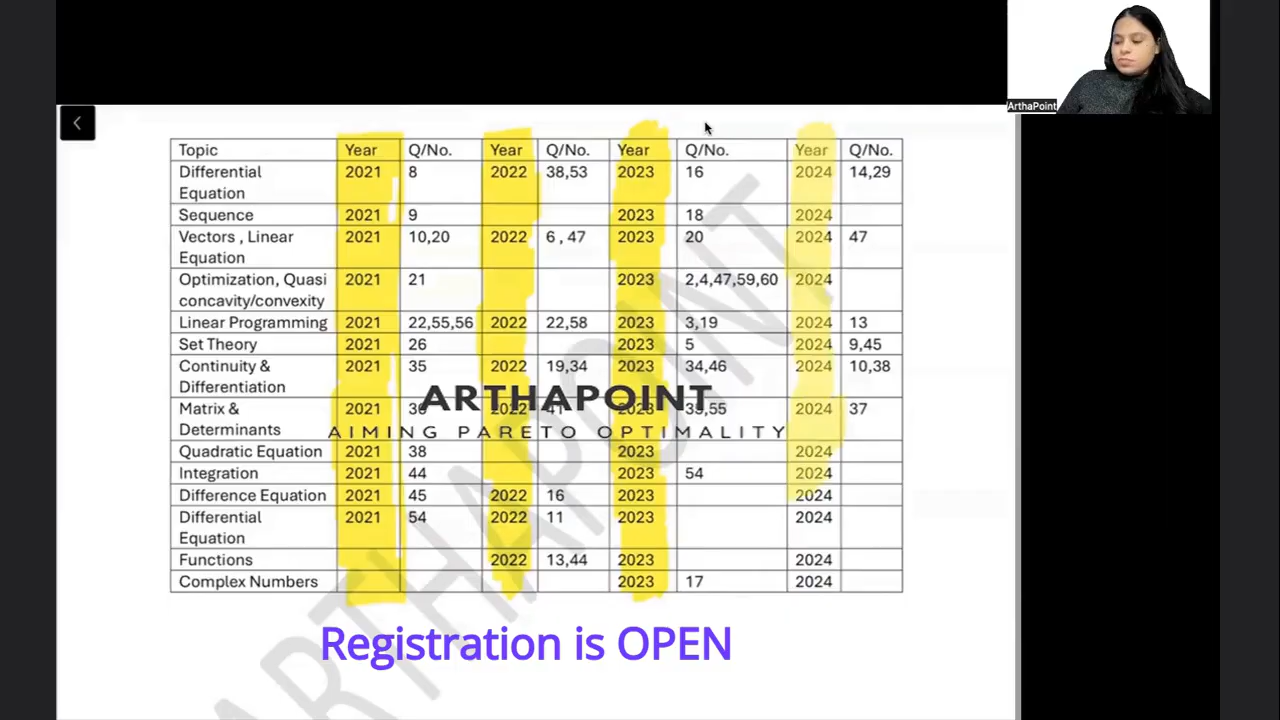 ArthaPoint
Topic Year Q/No. Year Q/No. Year Q/No. Year Q/No.
Differential 2021 8 2022 38,53 2023 16 2024 14,29
Equation
Sequence 2021 9 2023 18 2024
Vectors , Linear 2021 10,20 2022 6 , 47 2023 20 2024 47
Equation
Optimization, Quasi 2021 21 2023 2,4,47,59,60 2024
concavity/convexity
Linear Programming 2021 22,55,56 2022 22,58 2023 3,19 2024 13
Set Theory 2021 26 2023 5 2024 9,45
Continuity & 2021 35 2022 19,34 2023 34,46 2024 10,38
Differentiation
Matrix & 2021 2022 2023 2024 37
Determinants
ARTHAPOINT
AIMING PARETO OPTIMALITY
Quadratic Equation 2021 38 2023 2024
Integration 2021 44 2023 54 2024
Difference Equation 2021 45 2022 16 2023 2024
Differential 2021 54 2022 11 2023 2024
Equation
Functions 2022 13,44 2023 2024
Complex Numbers 2023 17 2024
ARTHAPOINT
Registration is OPEN